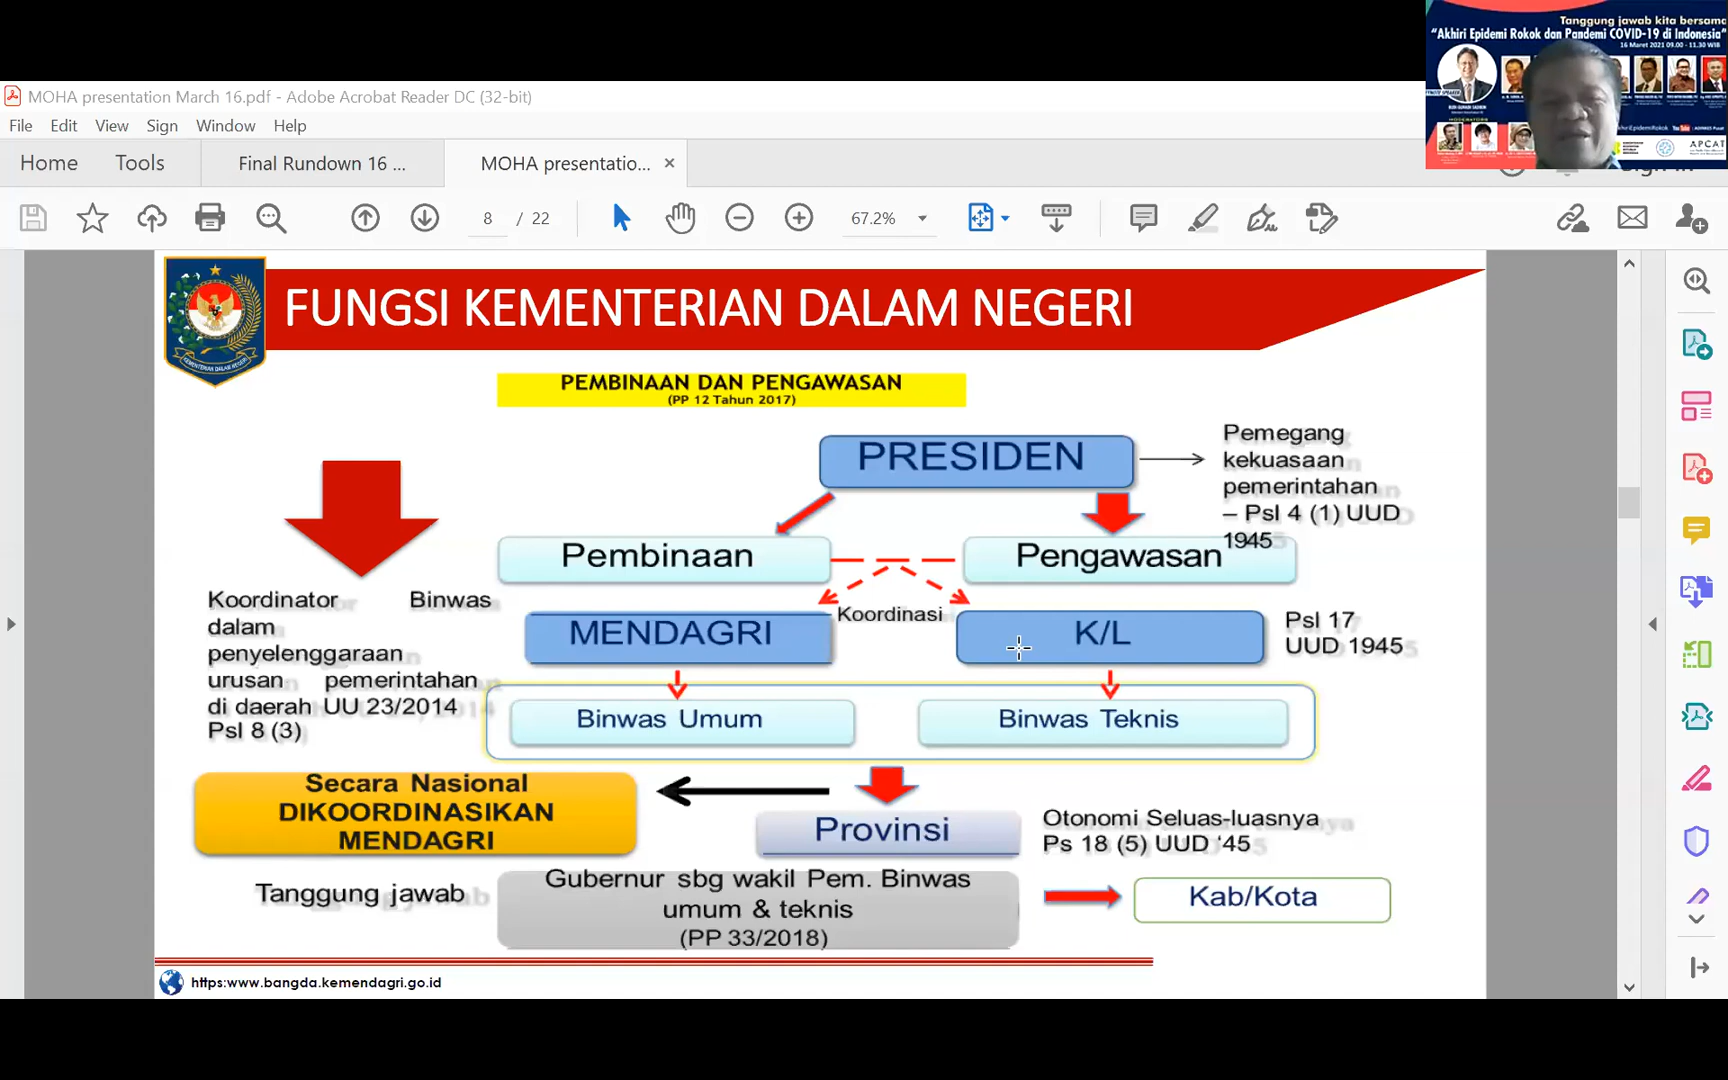 Tanggung jawab kita bersama
"Akhiri Epidemi Rokok dan Pandemi COVID-19 di Indonesia"
16 Maret 2021 09.00 - 11.30 WIB
APCAT
MOHA presentation March 16.pdf - Adobe Acrobat Reader DC (32-bit)
File Edit View Sign Window Help
Home Tools Final Rundown 16 ... MOHA presentatio... ×
8 / 22 67.2%
FUNGSI KEMENTERIAN DALAM NEGERI
KEMENTERIAN DALAM NEGERI
PEMBINAAN DAN PENGAWASAN
(PP 12 Tahun 2017)
PRESIDEN
Pemegang
kekuasaan
pemerintahan
– Psl 4 (1) UUD
1945
Pembinaan
Pengawasan
Koordinator Binwas
dalam
penyelenggaraan
urusan pemerintahan
di daerah UU 23/2014
Psl 8 (3)
Koordinasi
MENDAGRI
K/L
Psl 17
UUD 1945
Binwas Umum
Binwas Teknis
Secara Nasional
DIKOORDINASIKAN
MENDAGRI
Provinsi
Otonomi Seluas-luasnya
Ps 18 (5) UUD '45
Tanggung jawab
Gubernur sbg wakil Pem. Binwas
umum & teknis
(PP 33/2018)
Kab/Kota
https:www.bangda.kemendagri.go.id